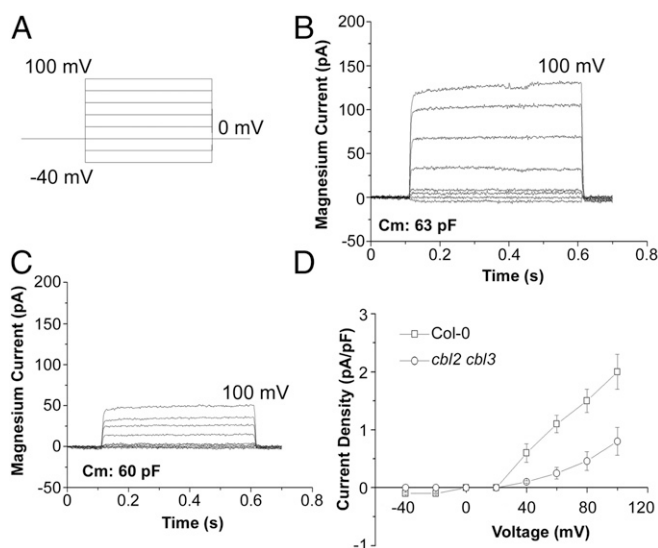 A
100 mV
0 mV
-40 mV
B
Magnesium Current (pA)
200
150
100
50
0
-50
100 mV
Cm: 63 pF
0 0.2 0.4 0.6 0.8
Time (s)
C
Magnesium Current (pA)
200
150
100
50
0
-50
100 mV
Cm: 60 pF
0 0.2 0.4 0.6 0.8
Time (s)
D
Current Density (pA/pF)
3
2
1
0
-1
Col-0
cbl2 cbl3
-40 0 40 80 120
Voltage (mV)